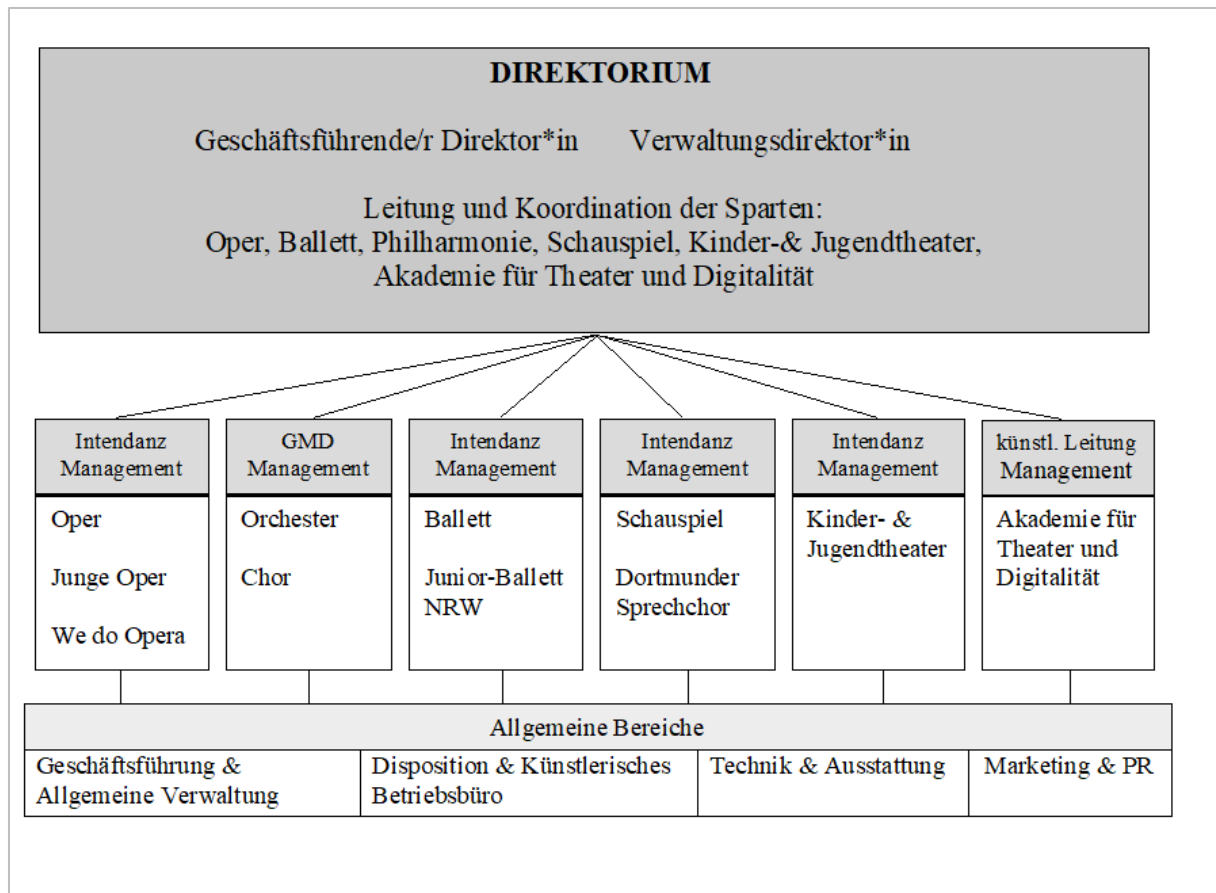 DIREKTORIUM
Geschäftsführende/r Direktor*in Verwaltungsdirektor*in
Leitung und Koordination der Sparten:
Oper, Ballett, Philharmonie, Schauspiel, Kinder-& Jugendtheater,
Akademie für Theater und Digitalität
Intendanz
Management
Oper
Junge Oper
We do Opera
GMD
Management
Orchester
Chor
Intendanz
Management
Ballett
Junior-Ballett
NRW
Intendanz
Management
Schauspiel
Dortmunder
Sprechchor
Intendanz
Management
Kinder- &
Jugendtheater
künstl. Leitung
Management
Akademie für
Theater und
Digitalität
Allgemeine Bereiche
Geschäftsführung &
Allgemeine Verwaltung
Disposition & Künstlerisches
Betriebsbüro
Technik & Ausstattung
Marketing & PR